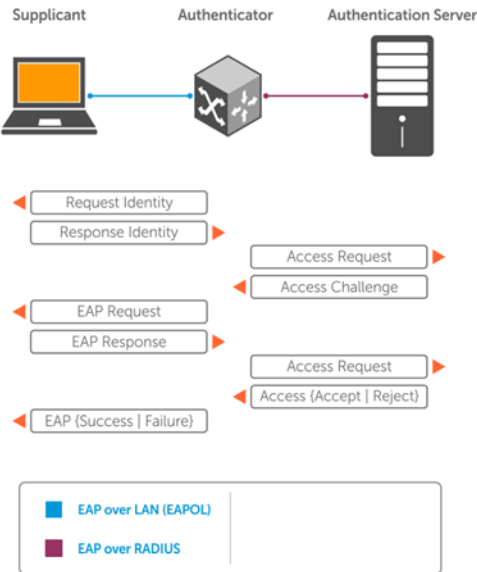 Supplicant
Authenticator
Authentication Server
Request Identity
Response Identity
Access Request
Access Challenge
EAP Request
EAP Response
Access Request
Access {Accept | Reject}
EAP {Success | Failure}
EAP over LAN (EAPOL)
EAP over RADIUS